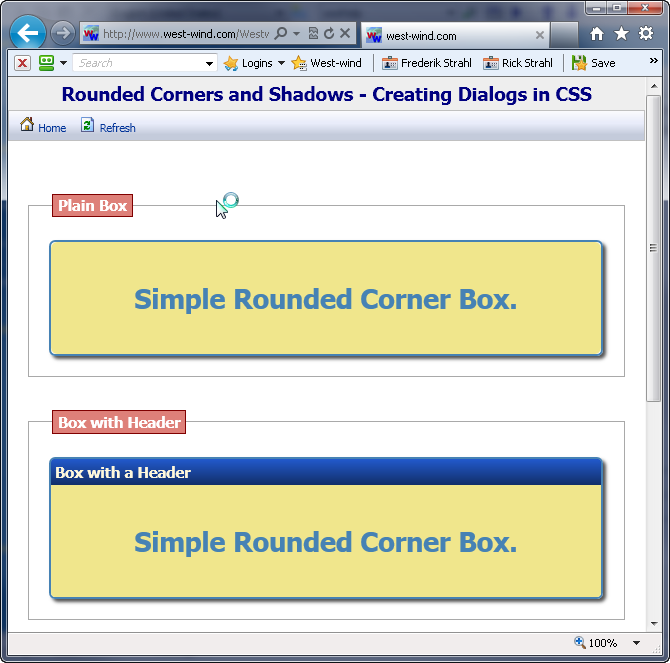 http://www.west-wind.com/Westv
west-wind.com
Search
Logins
West-wind
Frederik Strahl
Rick Strahl
Save
»
Rounded Corners and Shadows - Creating Dialogs in CSS
Home
Refresh
Plain Box
Simple Rounded Corner Box.
Box with Header
Box with a Header
Simple Rounded Corner Box.
100%